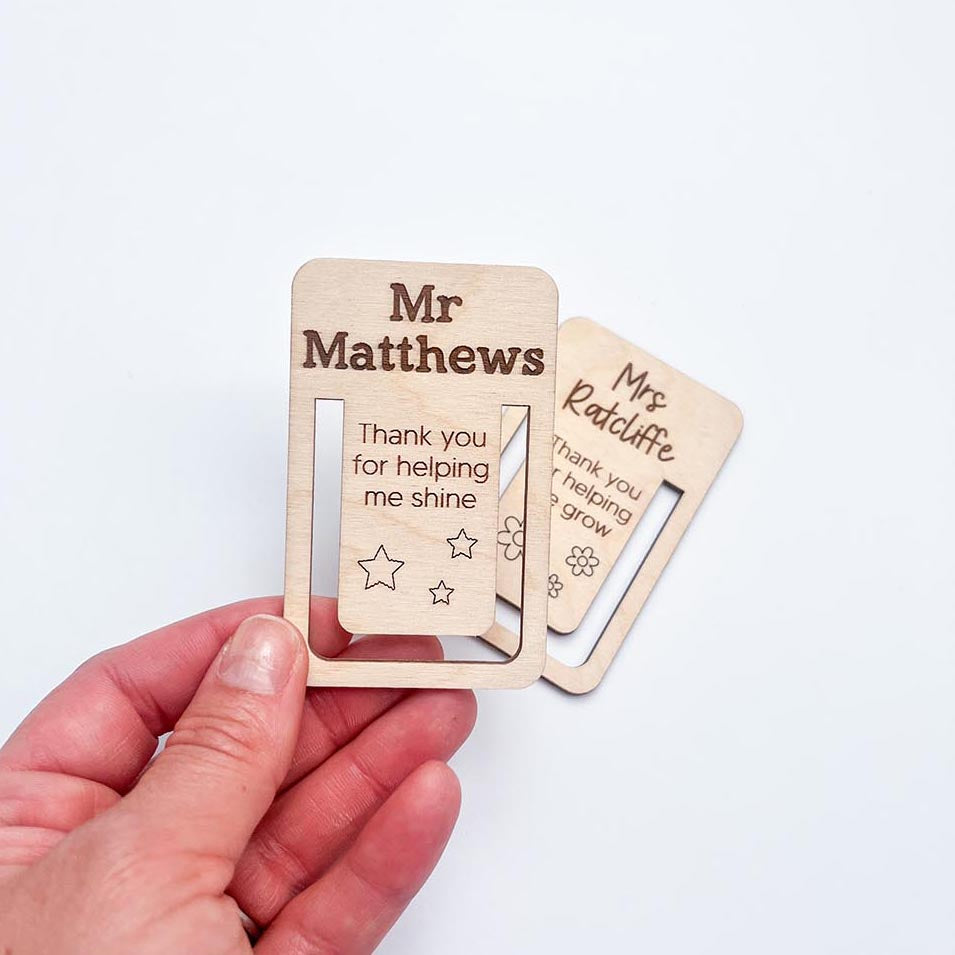 Mr
Matthews
Thank you
for helping
me shine
Mrs
Ratcliffe
Thank you
helping
grow